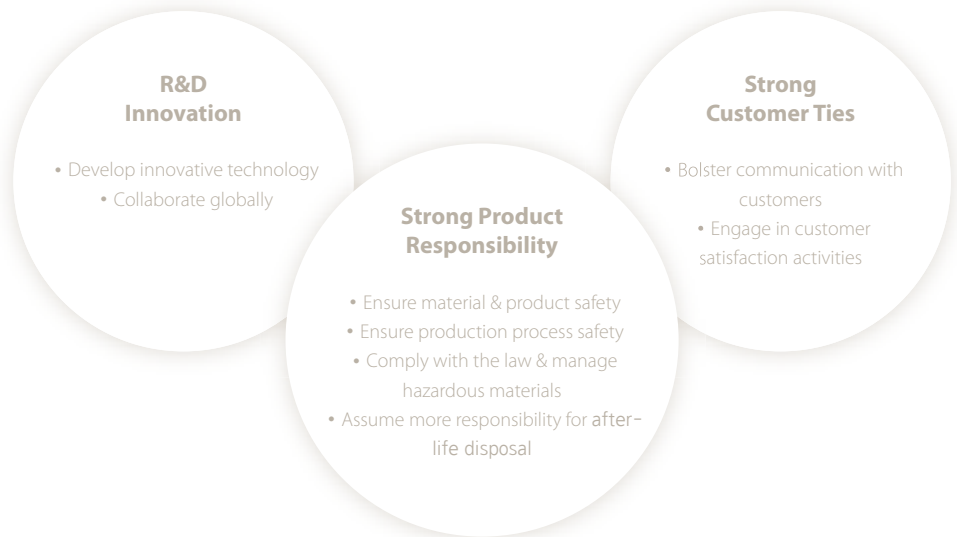 R&D
Innovation
• Develop innovative technology
• Collaborate globally
Strong Product
Responsibility
• Ensure material & product safety
• Ensure production process safety
• Comply with the law & manage
hazardous materials
• Assume more responsibility for after-
life disposal
Strong
Customer Ties
• Bolster communication with
customers
• Engage in customer
satisfaction activities